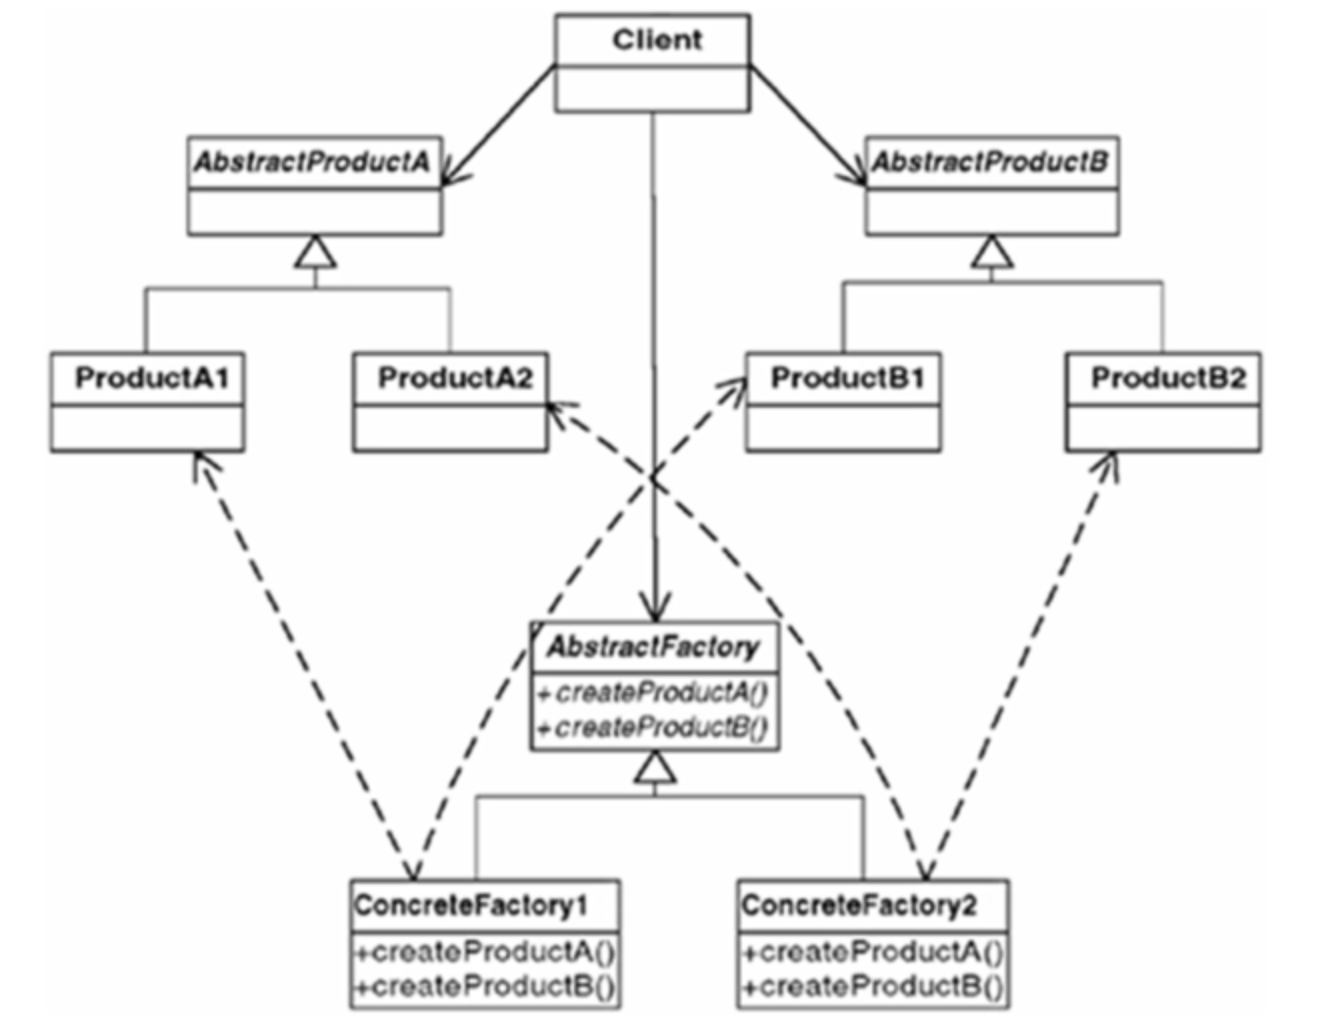 Client
AbstractProductA
AbstractProductB
ProductA1
ProductA2
ProductB1
ProductB2
AbstractFactory
+createProductA()
+createProductB()
ConcreteFactory1
+createProductA()
+createProductB()
ConcreteFactory2
+createProductA()
+createProductB()